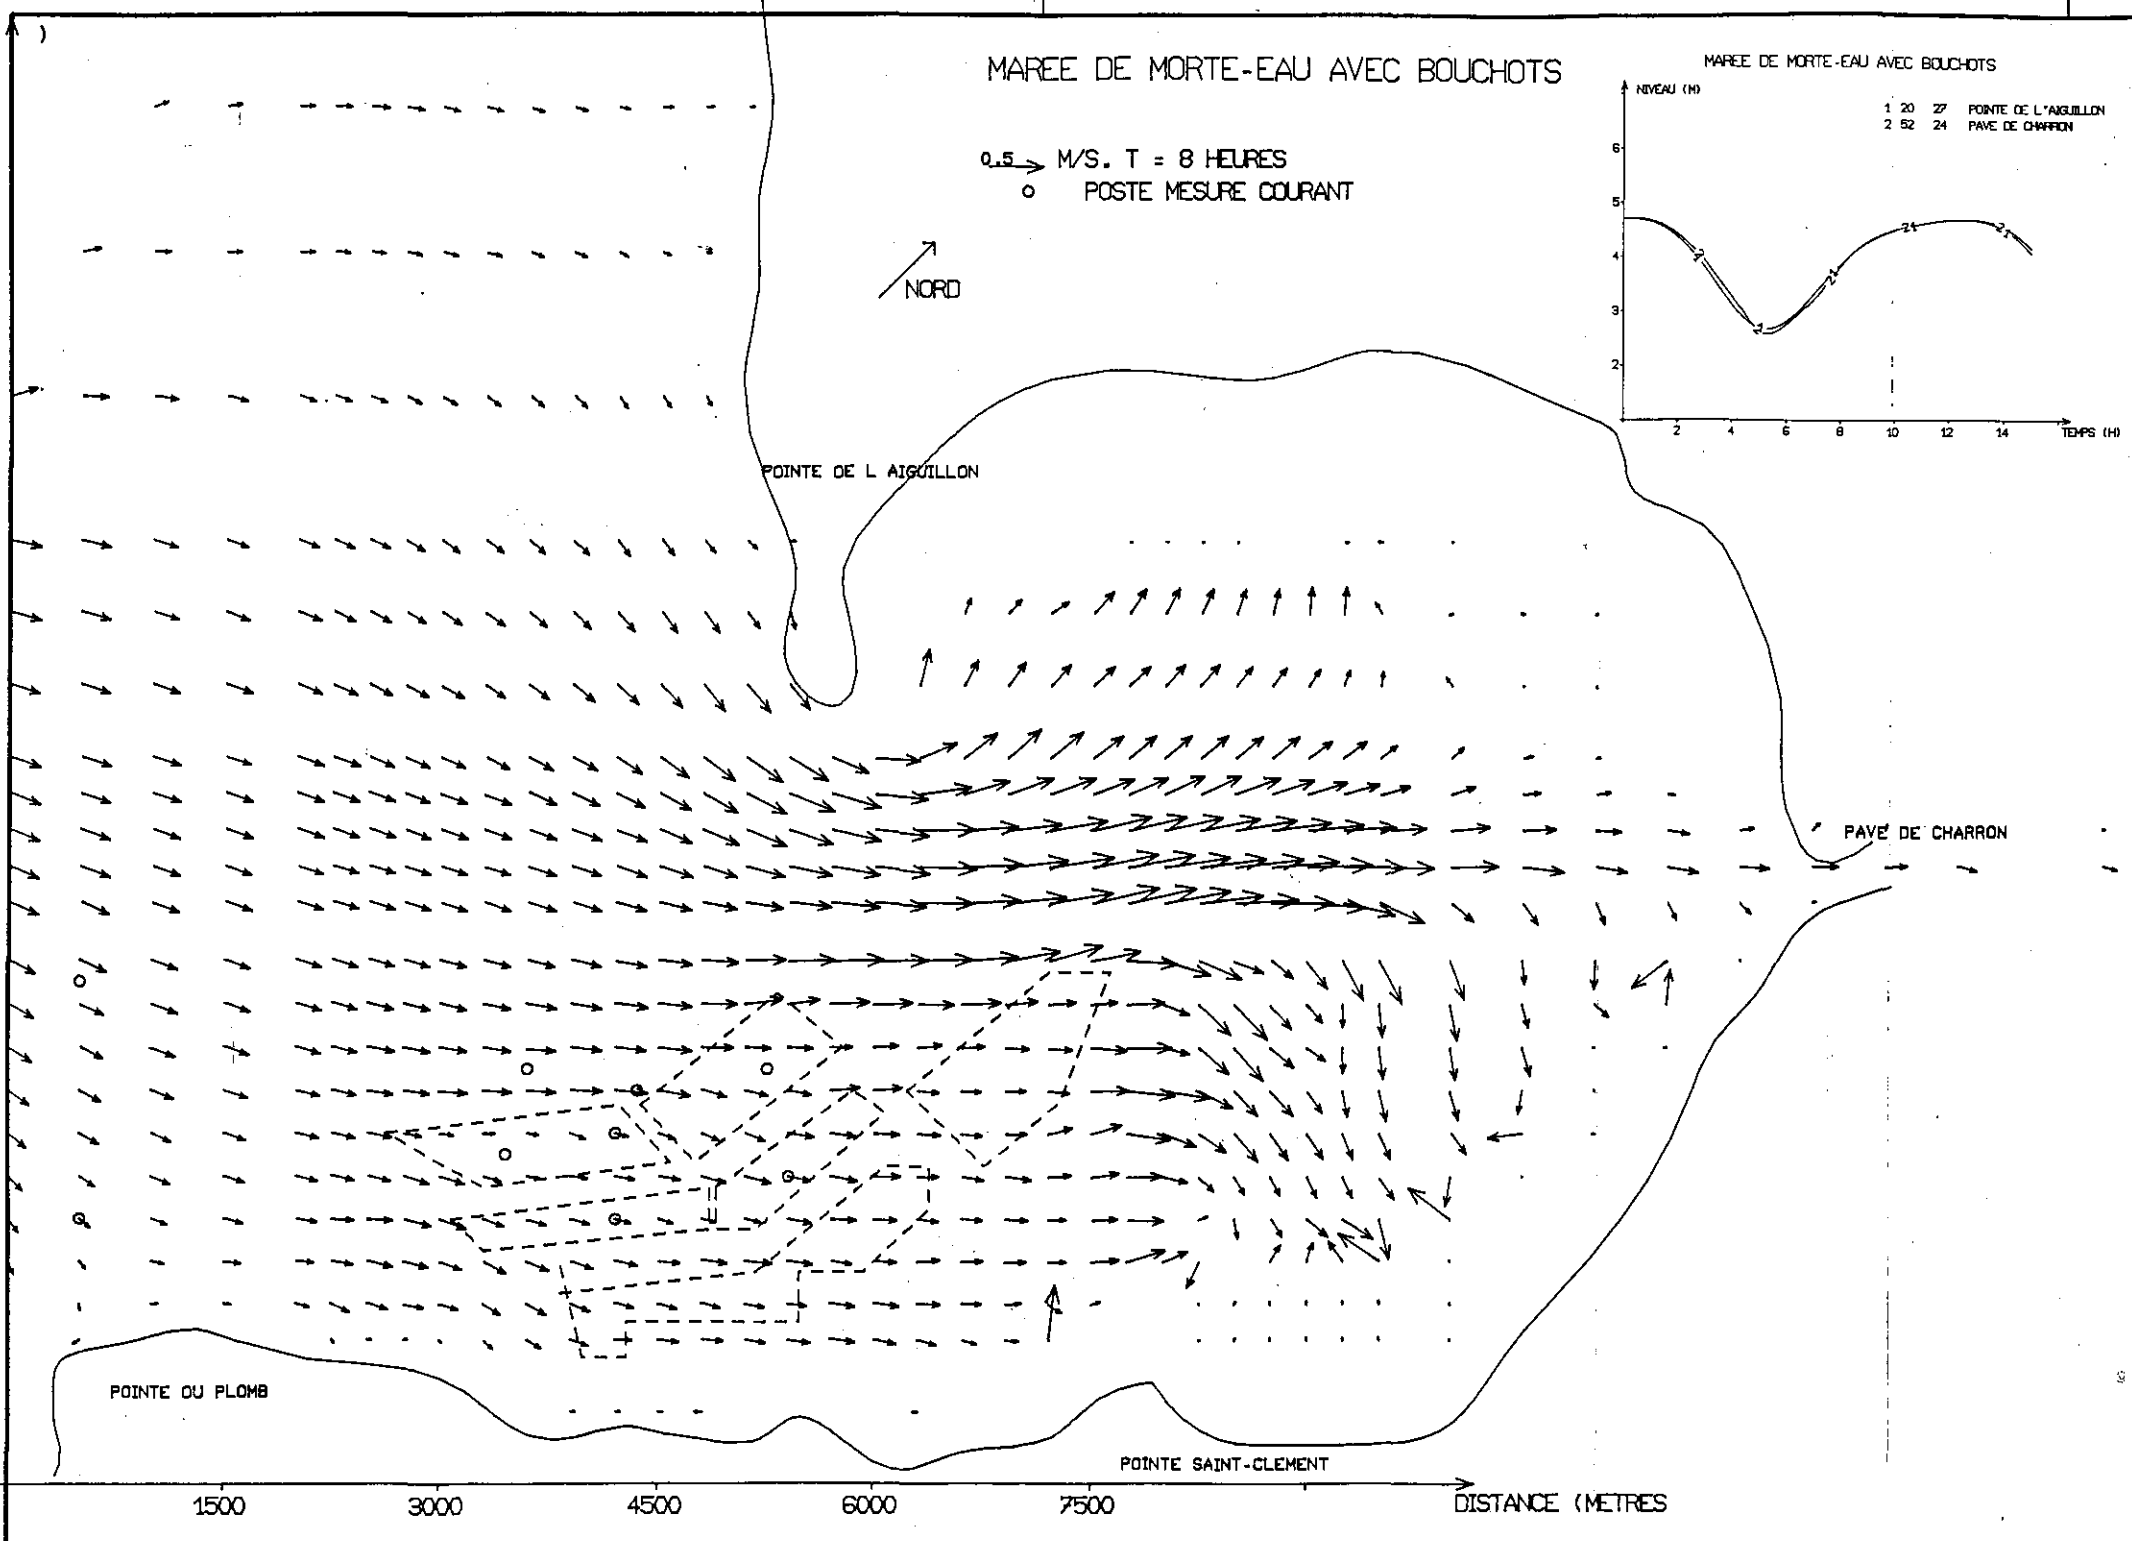 )
MAREE DE MORTE-EAU AVEC BOUCHOTS
0.5 M/S. T = 8 HEURES
POSTE MESURE COURANT
NORD
MAREE DE MORTE-EAU AVEC BOUCHOTS
NIVEAU (M)
1 20 27 POINTE DE L'AIGUILLON
2 52 24 PAVE DE CHARRON
6
5
4
3
2
2 4 6 8 10 12 14 TEMPS (H)
POINTE DE L AIGUILLON
PAVE DE CHARRON
POINTE DU PLOMB
POINTE SAINT-CLEMENT
1500 3000 4500 6000 7500 DISTANCE (METRES